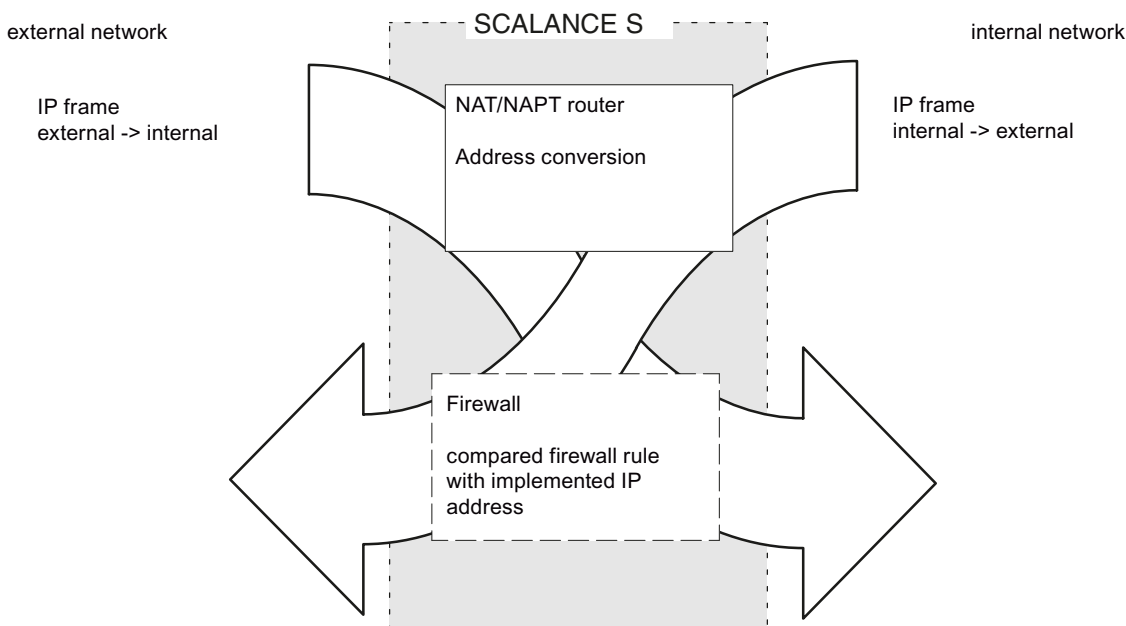 SCALANCE S
external network
internal network
IP frame
external -> internal
NAT/NAPT router
Address conversion
IP frame
internal -> external
Firewall
compared firewall rule
with implemented IP
address